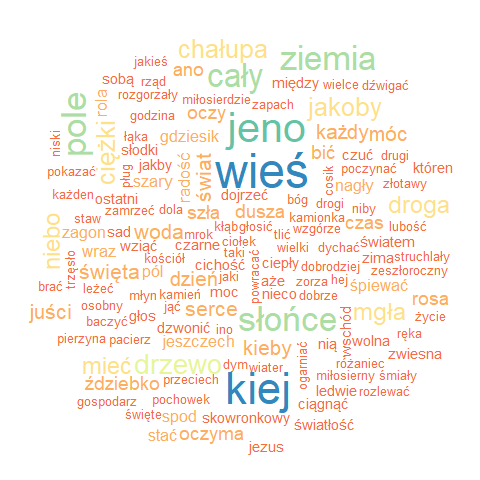 jakieś chałupa ziemia
sobą rząd ano cały między wielce dźwigać
rozgorzały miłosierdzie zapach jakoby
pole rola godzina oczy jeno każdy móc
niski ciężki łąka gdziesik bić czuć drugi
słodki radość wieś
pokazać pług jakby świat cosik poczynać któren
każden szary dojrzeć nagły złotawy
ostatni dola szła dusza bóg drogi niby droga
staw zamrzeć kamionka lubość
niebo zagon sad woda mrok kłąbgłosić tlić wzgórze czas
wraz wziąć czarne ciołek wielki dychać światem
kościół cichość taki ciepły dobrodziej zima struchlały
trzęsło święta pól dzień jaki powracać aże zorza hej śpiewać zeszłoroczny
brać leżeć młyn kamień moc nieco dobrze rosa
juści osobny jąć serce słońce wschód mgła życie
baczyć głos dzwonić ino ręka
pierzyna pacierz jeszczech kieby nią wolna
mieć drzewo dym wiater ogarniać różaniec zwiesna
ździebko przeciech kiej miłosierny śmiały
gospodarz pochowek ledwie rozlewać
święte spod skowronkowy ciągnąć
stać oczyma światłość
jezus